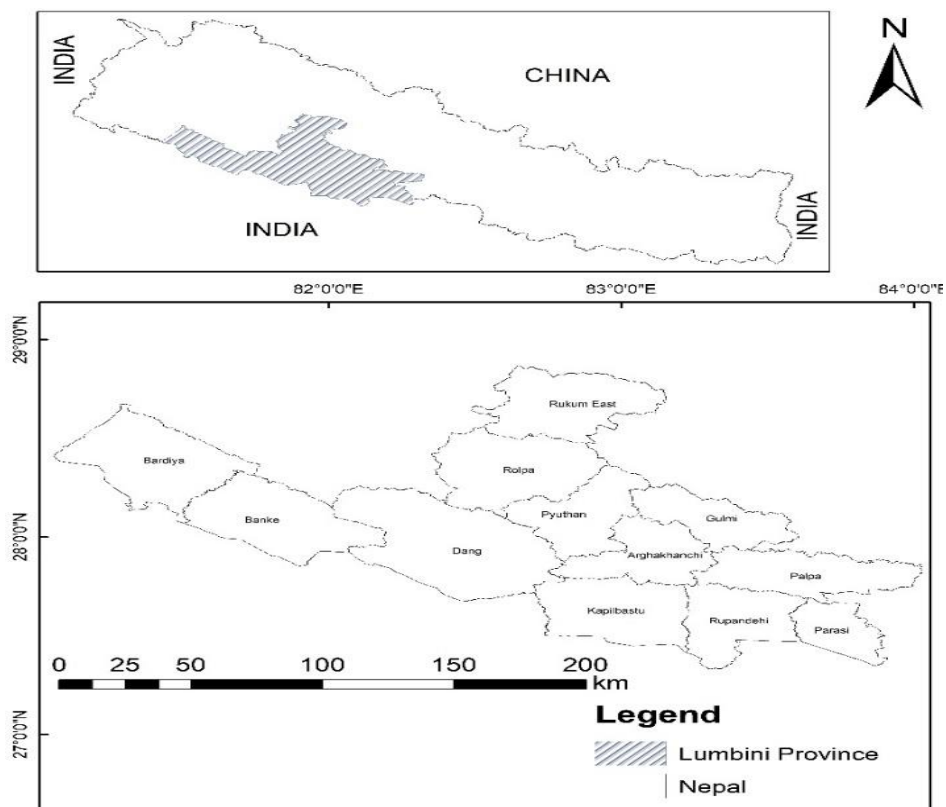 N
INDIA
CHINA
INDIA
INDIA
82°0'0"E 83°0'0"E 84°0'0"E
29°0'0"N
28°0'0"N
27°0'0"N
Rukum East
Bardiya
Rolpa
Banke
Pyuthan
Gulmi
Dang
Arghakhanchi
Palpa
Kapilbastu
Rupandehi
Parasi
0 25 50 100 150 200
km
Legend
Lumbini Province
Nepal